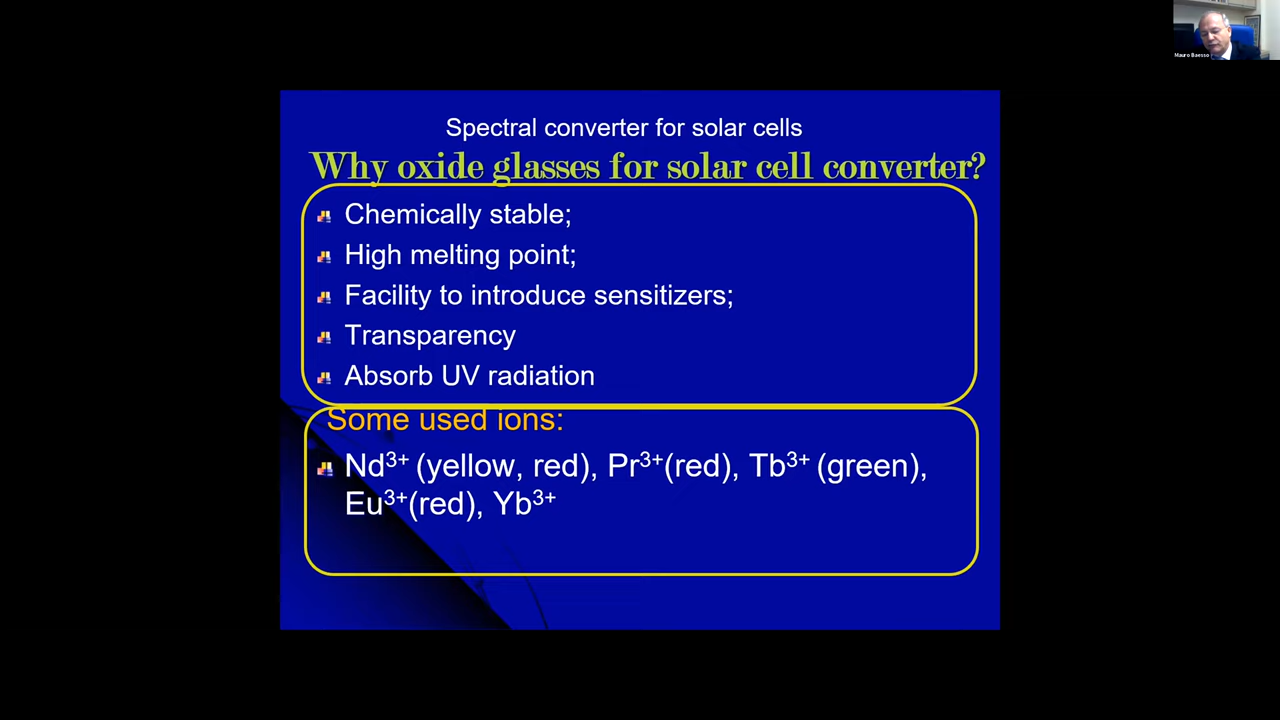 Mauro Baesso
Spectral converter for solar cells
Why oxide glasses for solar cell converter?
Chemically stable;
High melting point;
Facility to introduce sensitizers;
Transparency
Absorb UV radiation
Some used ions:
Nd³⁺ (yellow, red), Pr³⁺(red), Tb³⁺ (green),
Eu³⁺(red), Yb³⁺